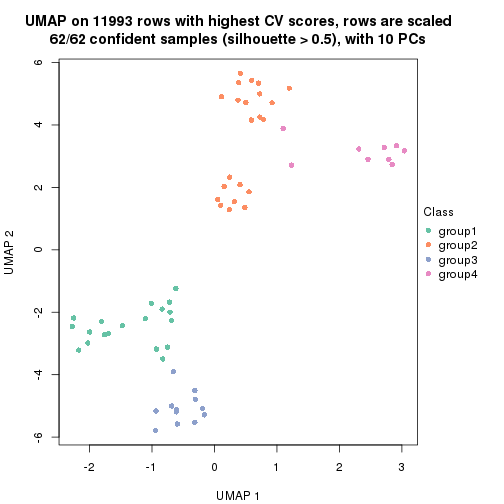 UMAP on 11993 rows with highest CV scores, rows are scaled
62/62 confident samples (silhouette > 0.5), with 10 PCs
6
4
2
0
-2
-4
-6
UMAP 2
-2
-1
0
1
2
3
UMAP 1
Class
group1
group2
group3
group4